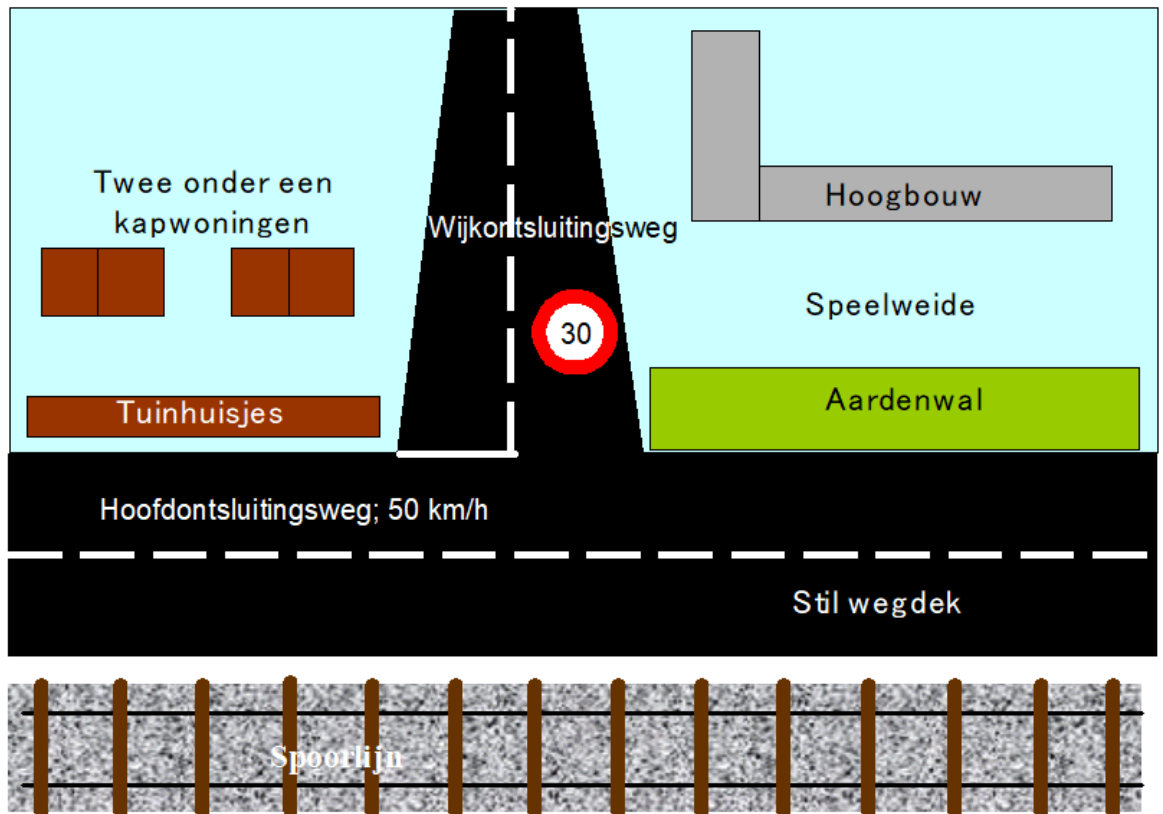 Twee onder een
kapwoningen
Hoogbouw
Wijkontsluitingsweg
Speelweide
30
Aardenwal
Tuinhuisjes
Hoofdontsluitingsweg; 50 km/h
Stil wegdek
Spoorlijn